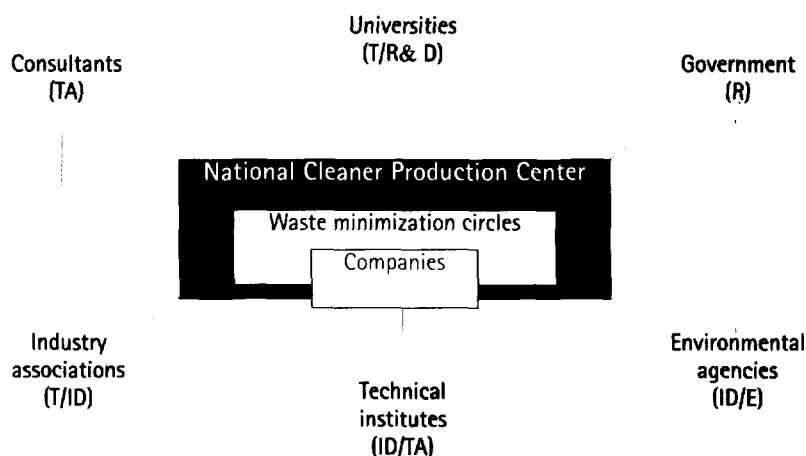 Universities
(T/R& D)
Consultants
(TA)
Government
(R)
National Cleaner Production Center
Waste minimization circles
Companies
Industry
associations
(T/ID)
Technical
institutes
(ID/TA)
Environmental
agencies
(ID/E)